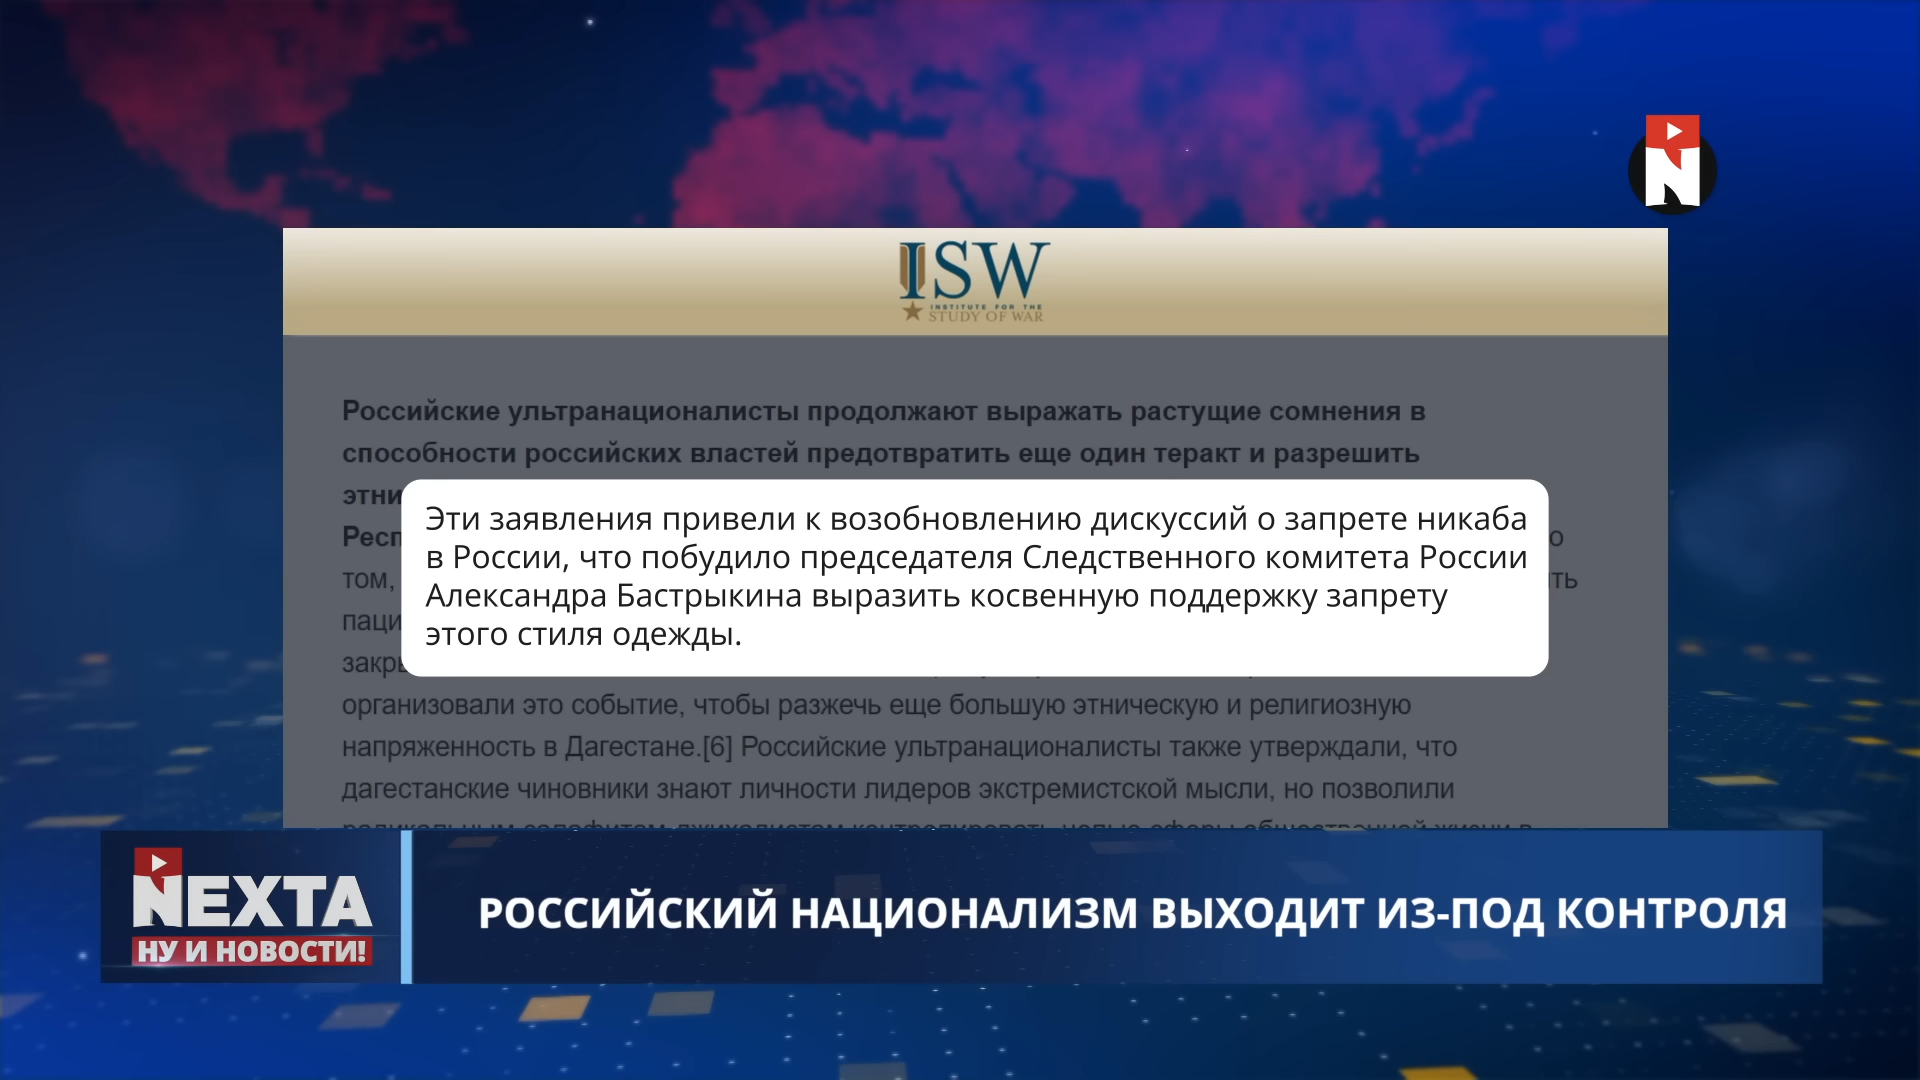 ISW
INSTITUTE FOR THE
STUDY OF WAR
Российские ультранационалисты продолжают выражать растущие сомнения в
способности российских властей предотвратить еще один теракт и разрешить
Эти заявления привели к возобновлению дискуссий о запрете никаба
в России, что побудило председателя Следственного комитета России
Александра Бастрыкина выразить косвенную поддержку запрету
этого стиля одежды.
том,
организовали это событие, чтобы разжечь еще большую этническую и религиозную
напряженность в Дагестане.[6] Российские ультранационалисты также утверждали, что
дагестанские чиновники знают личности лидеров экстремистской мысли, но позволили
NEXTA
НУ И НОВОСТИ!
РОССИЙСКИЙ НАЦИОНАЛИЗМ ВЫХОДИТ ИЗ-ПОД КОНТРОЛЯ